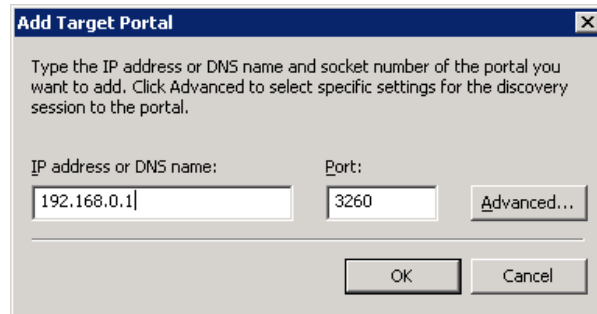 Add Target Portal
Type the IP address or DNS name and socket number of the portal you
want to add. Click Advanced to select specific settings for the discovery
session to the portal.
IP address or DNS name:
Port:
192.168.0.1
3260
Advanced...
OK
Cancel